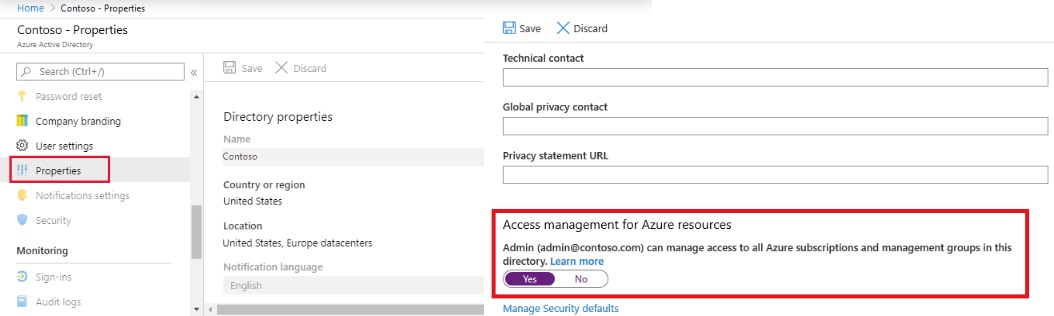 Home > Contoso - Properties
Contoso - Properties
Azure Active Directory
Search (Ctrl+/)
«
Password reset
Company branding
User settings
Properties
Notifications settings
Security
Monitoring
Sign-ins
Audit logs
Save Discard
Directory properties
Name
Contoso
Country or region
United States
Location
United States, Europe datacenters
Notification language
English
Save Discard
Technical contact
Global privacy contact
Privacy statement URL
Access management for Azure resources
Admin (admin@contoso.com) can manage access to all Azure subscriptions and management groups in this
directory. Learn more
Yes No
Manage Security defaults